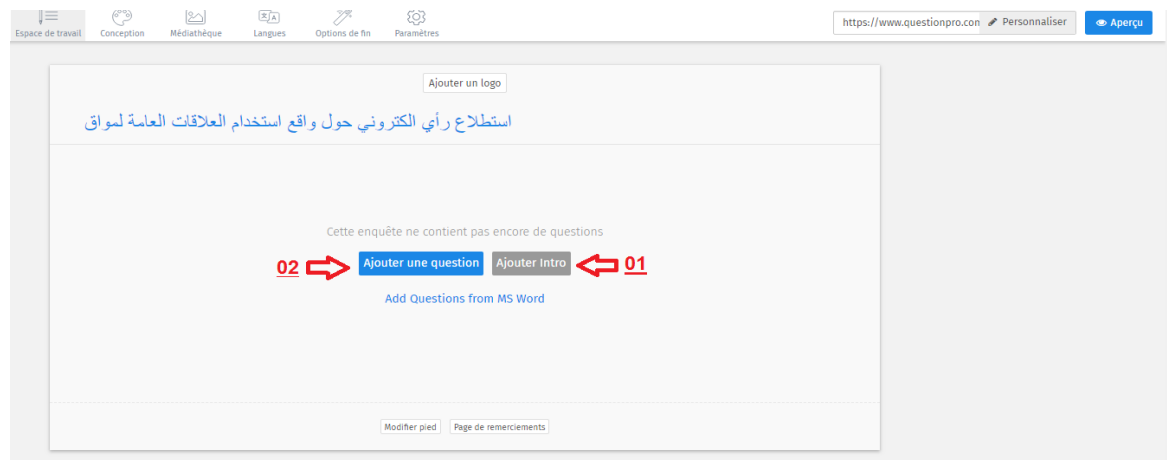 Espace de travail Conception Médiathèque Langues Options de fin Paramètres https://www.questionpro.con Personnaliser Aperçu
Ajouter un logo
استطلاع رأي الكتروني حول واقع استخدام العلاقات العامة لمواق
Cette enquête ne contient pas encore de questions
02 Ajouter une question Ajouter Intro 01
Add Questions from MS Word
Modifier pied Page de remerciements